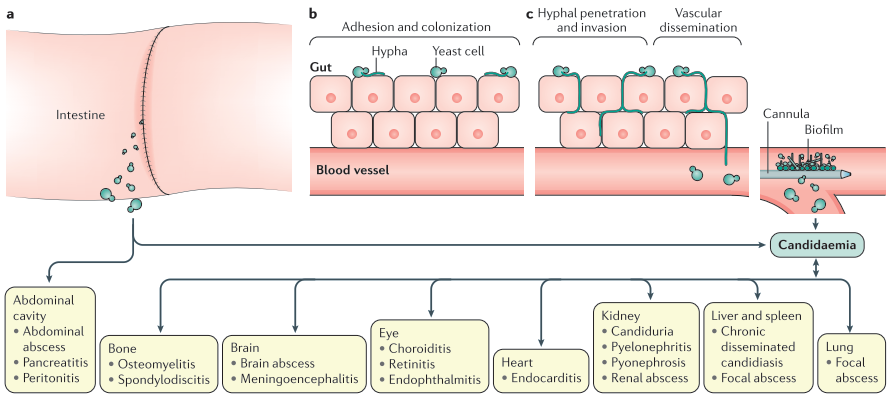 a
Intestine
b
Adhesion and colonization
Hypha
Yeast cell
Gut
Blood vessel
c
Hyphal penetration
and invasion
Vascular
dissemination
Cannula
Biofilm
Candidaemia
Abdominal
cavity
• Abdominal
abscess
• Pancreatitis
• Peritonitis
Bone
• Osteomyelitis
• Spondylodiscitis
Brain
• Brain abscess
• Meningoencephalitis
Eye
• Choroiditis
• Retinitis
• Endophthalmitis
Heart
• Endocarditis
Kidney
• Candiduria
• Pyelonephritis
• Pyonephrosis
• Renal abscess
Liver and spleen
• Chronic
disseminated
candidiasis
• Focal abscess
Lung
• Focal
abscess